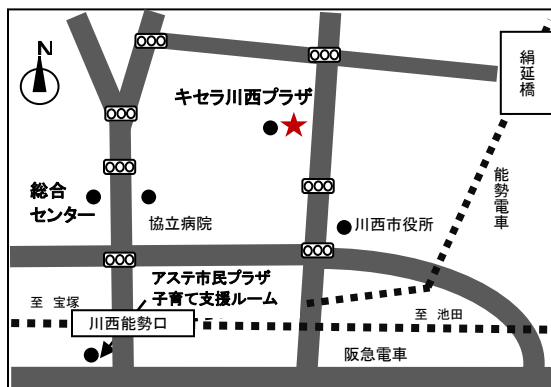 N
キセラ川西プラザ
絹延橋
能勢電車
総合
センター
協立病院
川西市役所
アステ市民プラザ
子育て支援ルーム
至 宝塚
川西能勢口
至 池田
阪急電車